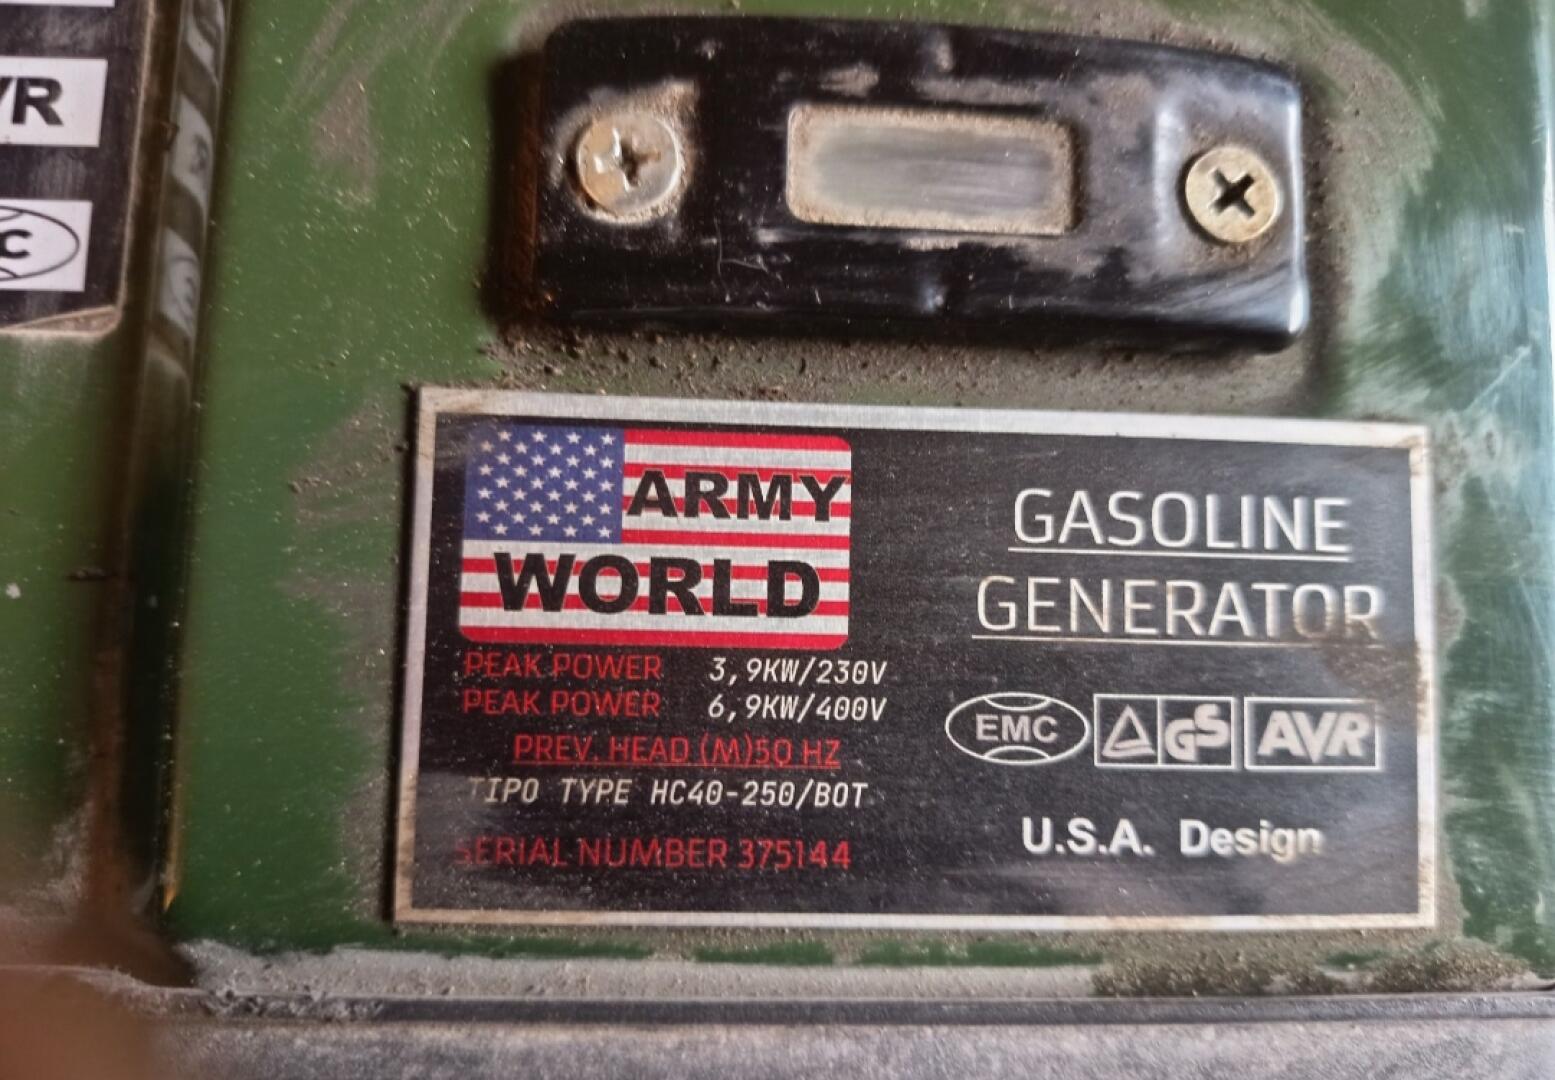 VR
C
ARMY
WORLD
PEAK POWER 3,9KW/230V
PEAK POWER 6,9KW/400V
PREV. HEAD (M)50 HZ
TIPO TYPE HC40-250/BOT
SERIAL NUMBER 375144
GASOLINE
GENERATOR
EMC GS AVR
U.S.A. Design